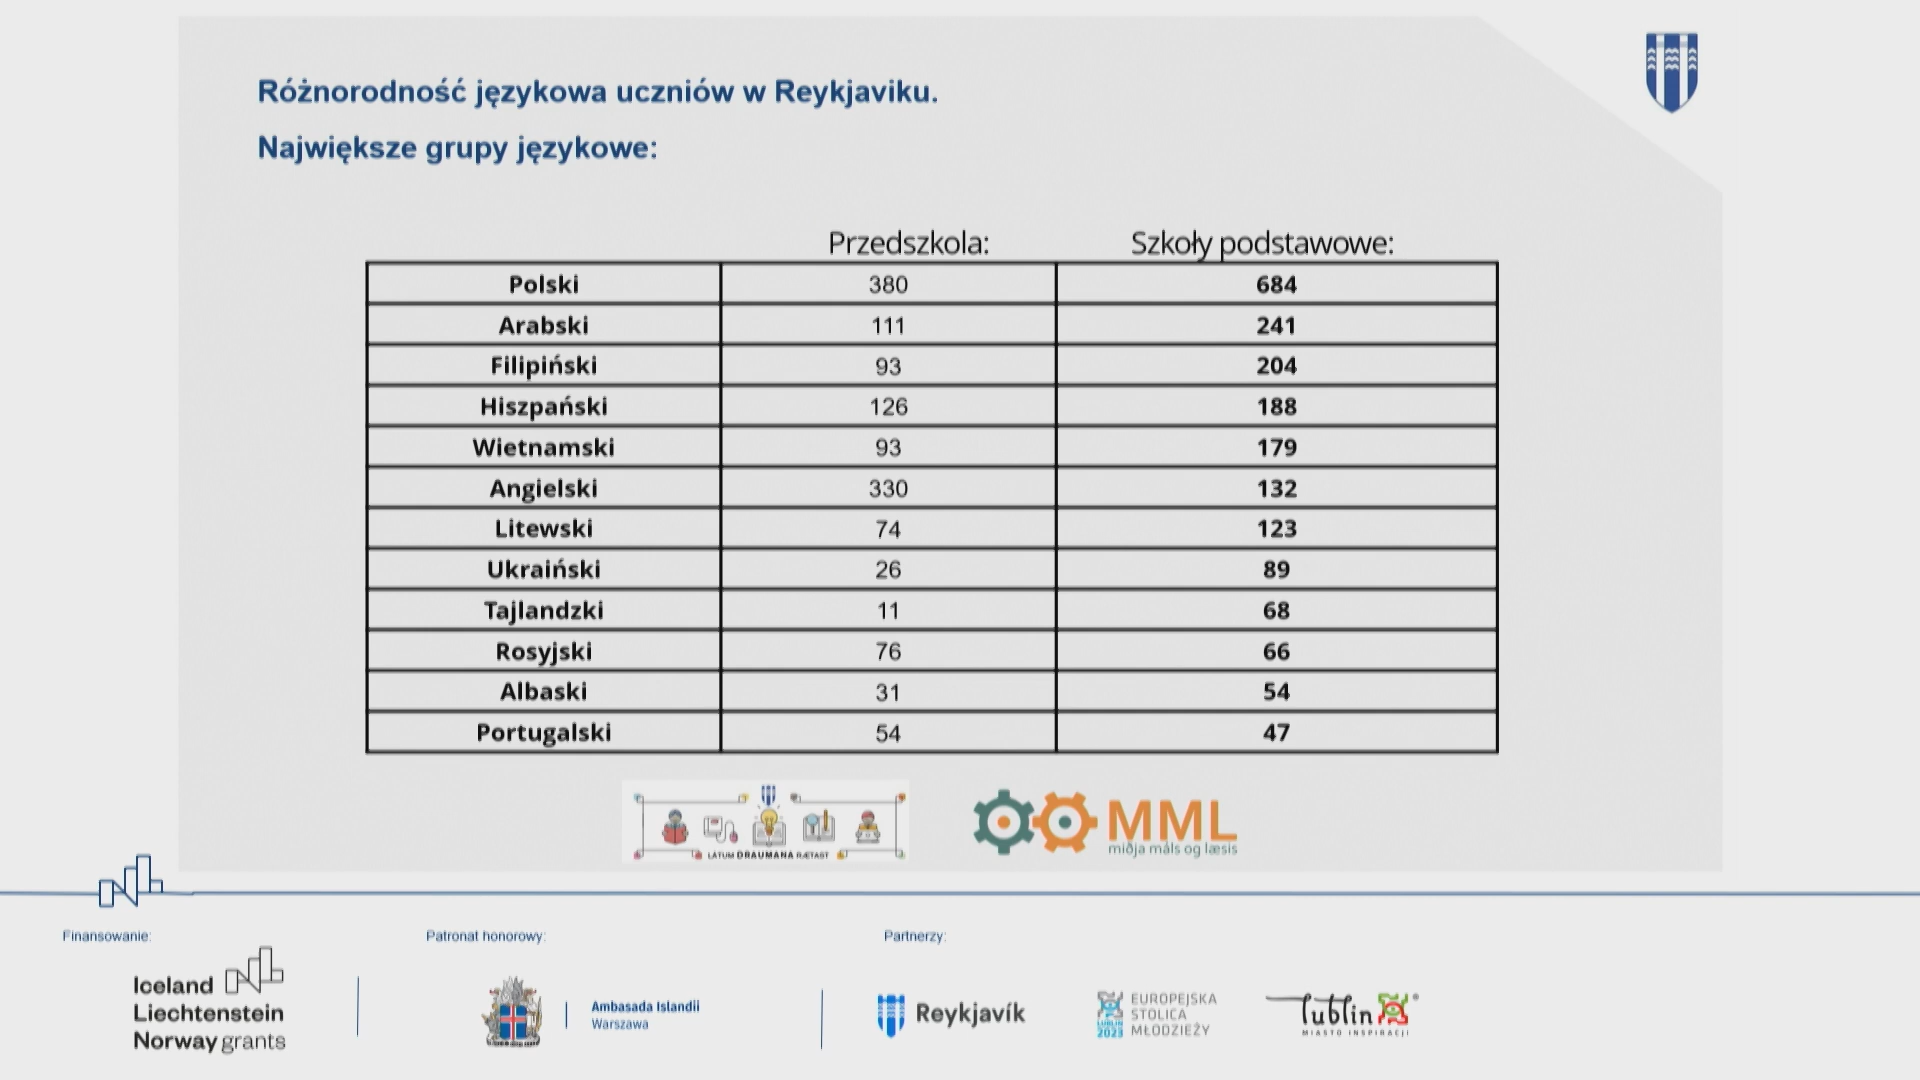 Różnorodność językowa uczniów w Reykjaviku.
Największe grupy językowe:
Przedszkola: Szkoły podstawowe:
Polski 380 684
Arabski 111 241
Filipiński 93 204
Hiszpański 126 188
Wietnamski 93 179
Angielski 330 132
Litewski 74 123
Ukraiński 26 89
Tajlandzki 11 68
Rosyjski 76 66
Albaski 31 54
Portugalski 54 47
LÁTUM DRAUMANA RÆTAST
MML
miðja máls og læsis
Finansowanie:
Patronat honorowy:
Partnerzy:
Iceland
Liechtenstein
Norway grants
Ambasada Islandii
Warszawa
Reykjavík
LUBLIN
2023
EUROPEJSKA
STOLICA
MŁODZIEŻY
lublin
MIASTO INSPIRACJI